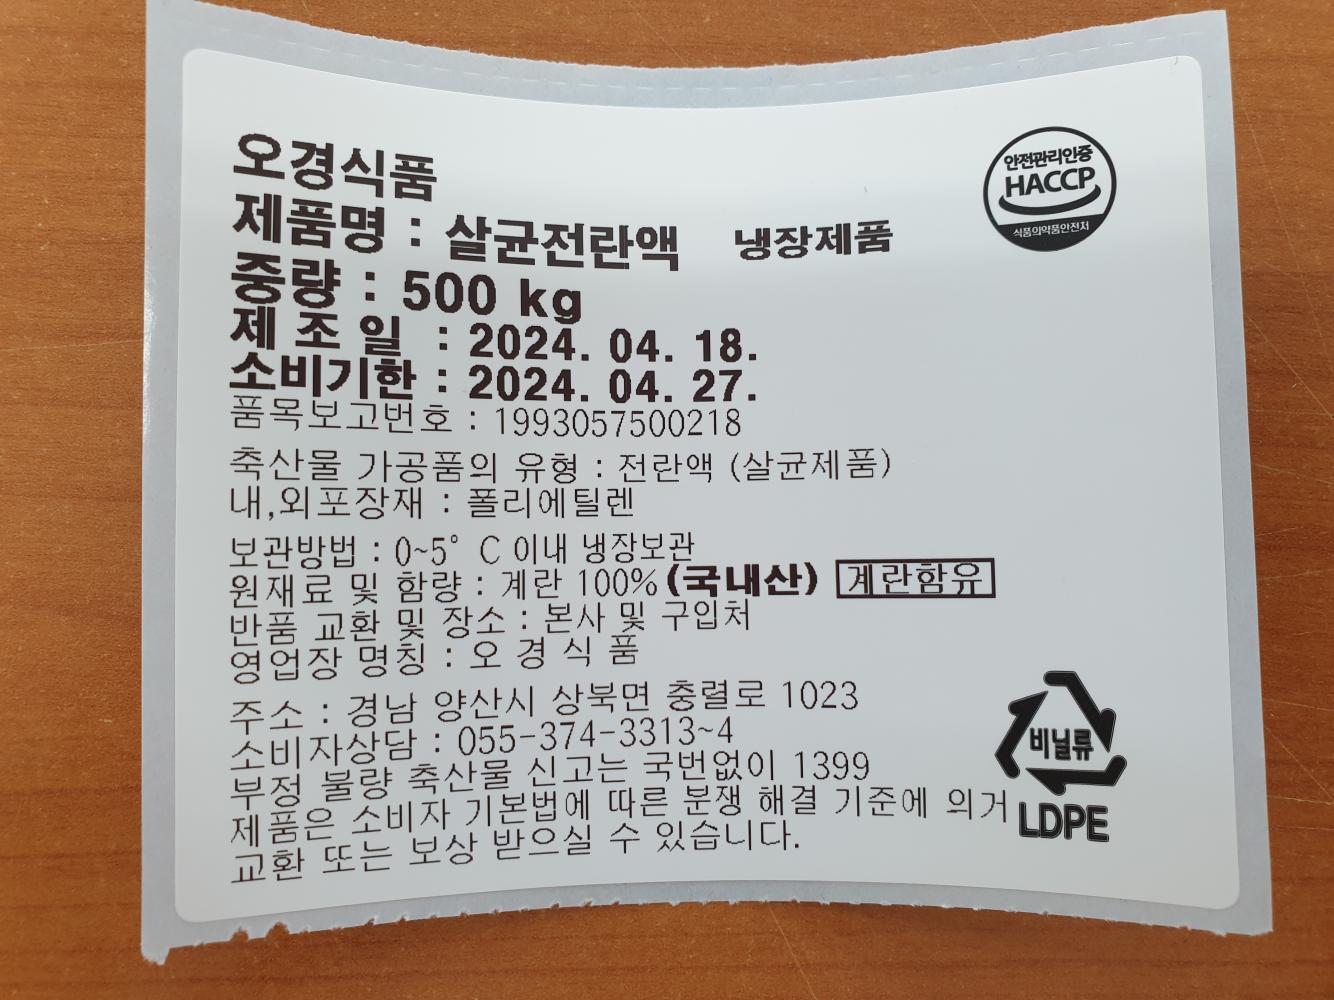 오경식품
제품명 : 살균전란액 냉장제품
중량 : 500 kg
제 조 일 : 2024. 04. 18.
소비기한 : 2024. 04. 27.
품목보고번호 : 1993057500218
축산물 가공품의 유형 : 전란액 (살균제품)
내,외포장재 : 폴리에틸렌
보관방법 : 0~5° C 이내 냉장보관
원재료 및 함량 : 계란 100% (국내산) 계란함유
반품 교환 및 장소 : 본사 및 구입처
영업장 명칭 : 오 경 식 품
주소 : 경남 양산시 상북면 충렬로 1023
소비자상담 : 055-374-3313~4
부정 불량 축산물 신고는 국번없이 1399
제품은 소비자 기본법에 따른 분쟁 해결 기준에 의거
교환 또는 보상 받으실 수 있습니다.
안전관리인증
HACCP
식품의약품안전처
비닐류
LDPE